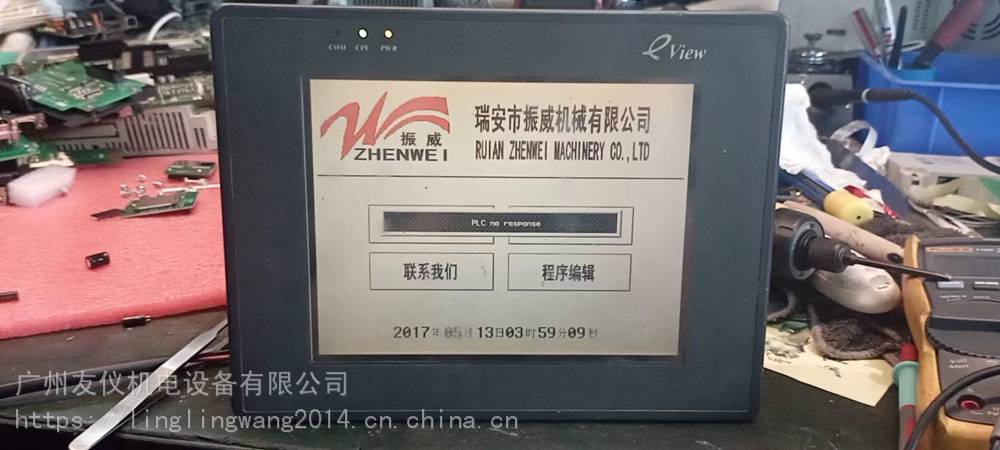 COM CPU PWR
eView
振威
ZHENWEI
瑞安市振威机械有限公司
RUIAN ZHENWEI MACHINERY CO.,LTD
PLC no response
联系我们
程序编辑
2017年05月13日03时59分09秒
广州友仪机电设备有限公司
https://linglingwang2014.cn.china.cn